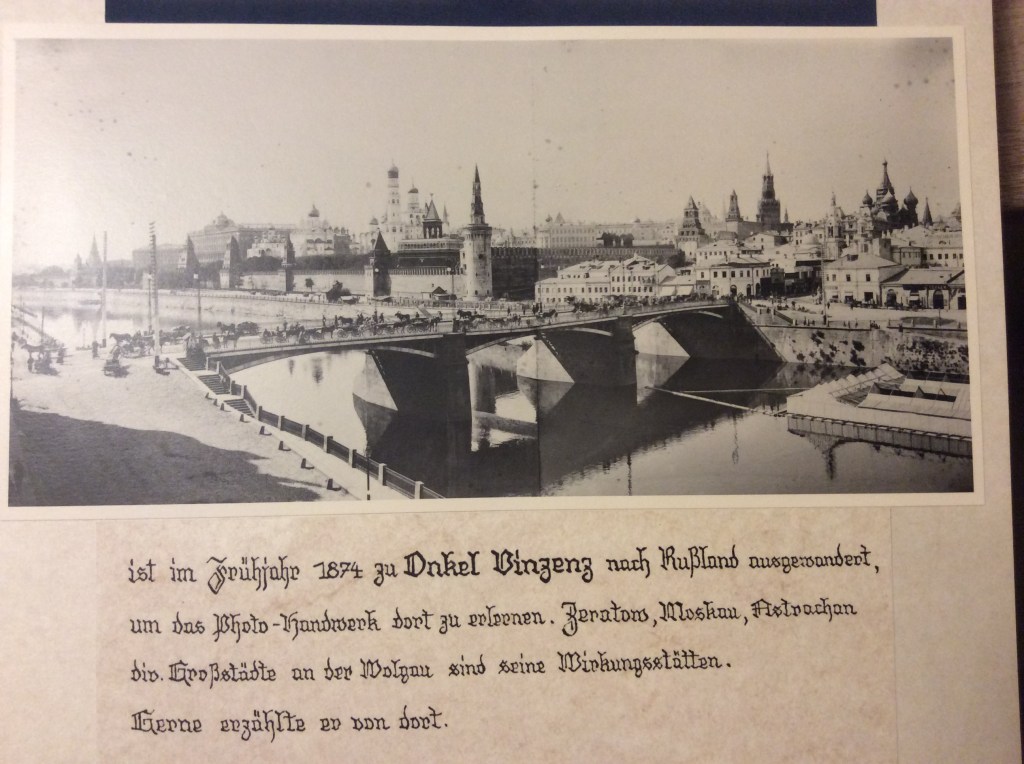 ist im Frühjahr 1874 zu Onkel Vinzenz nach Rußland ausgewandert,
um das Photo-Handwerk dort zu erlernen. Zeratow, Moskau, Astrachan
div. Großstädte an der Wolgau sind seine Wirkungsstätten.
Gerne erzählte er von dort.